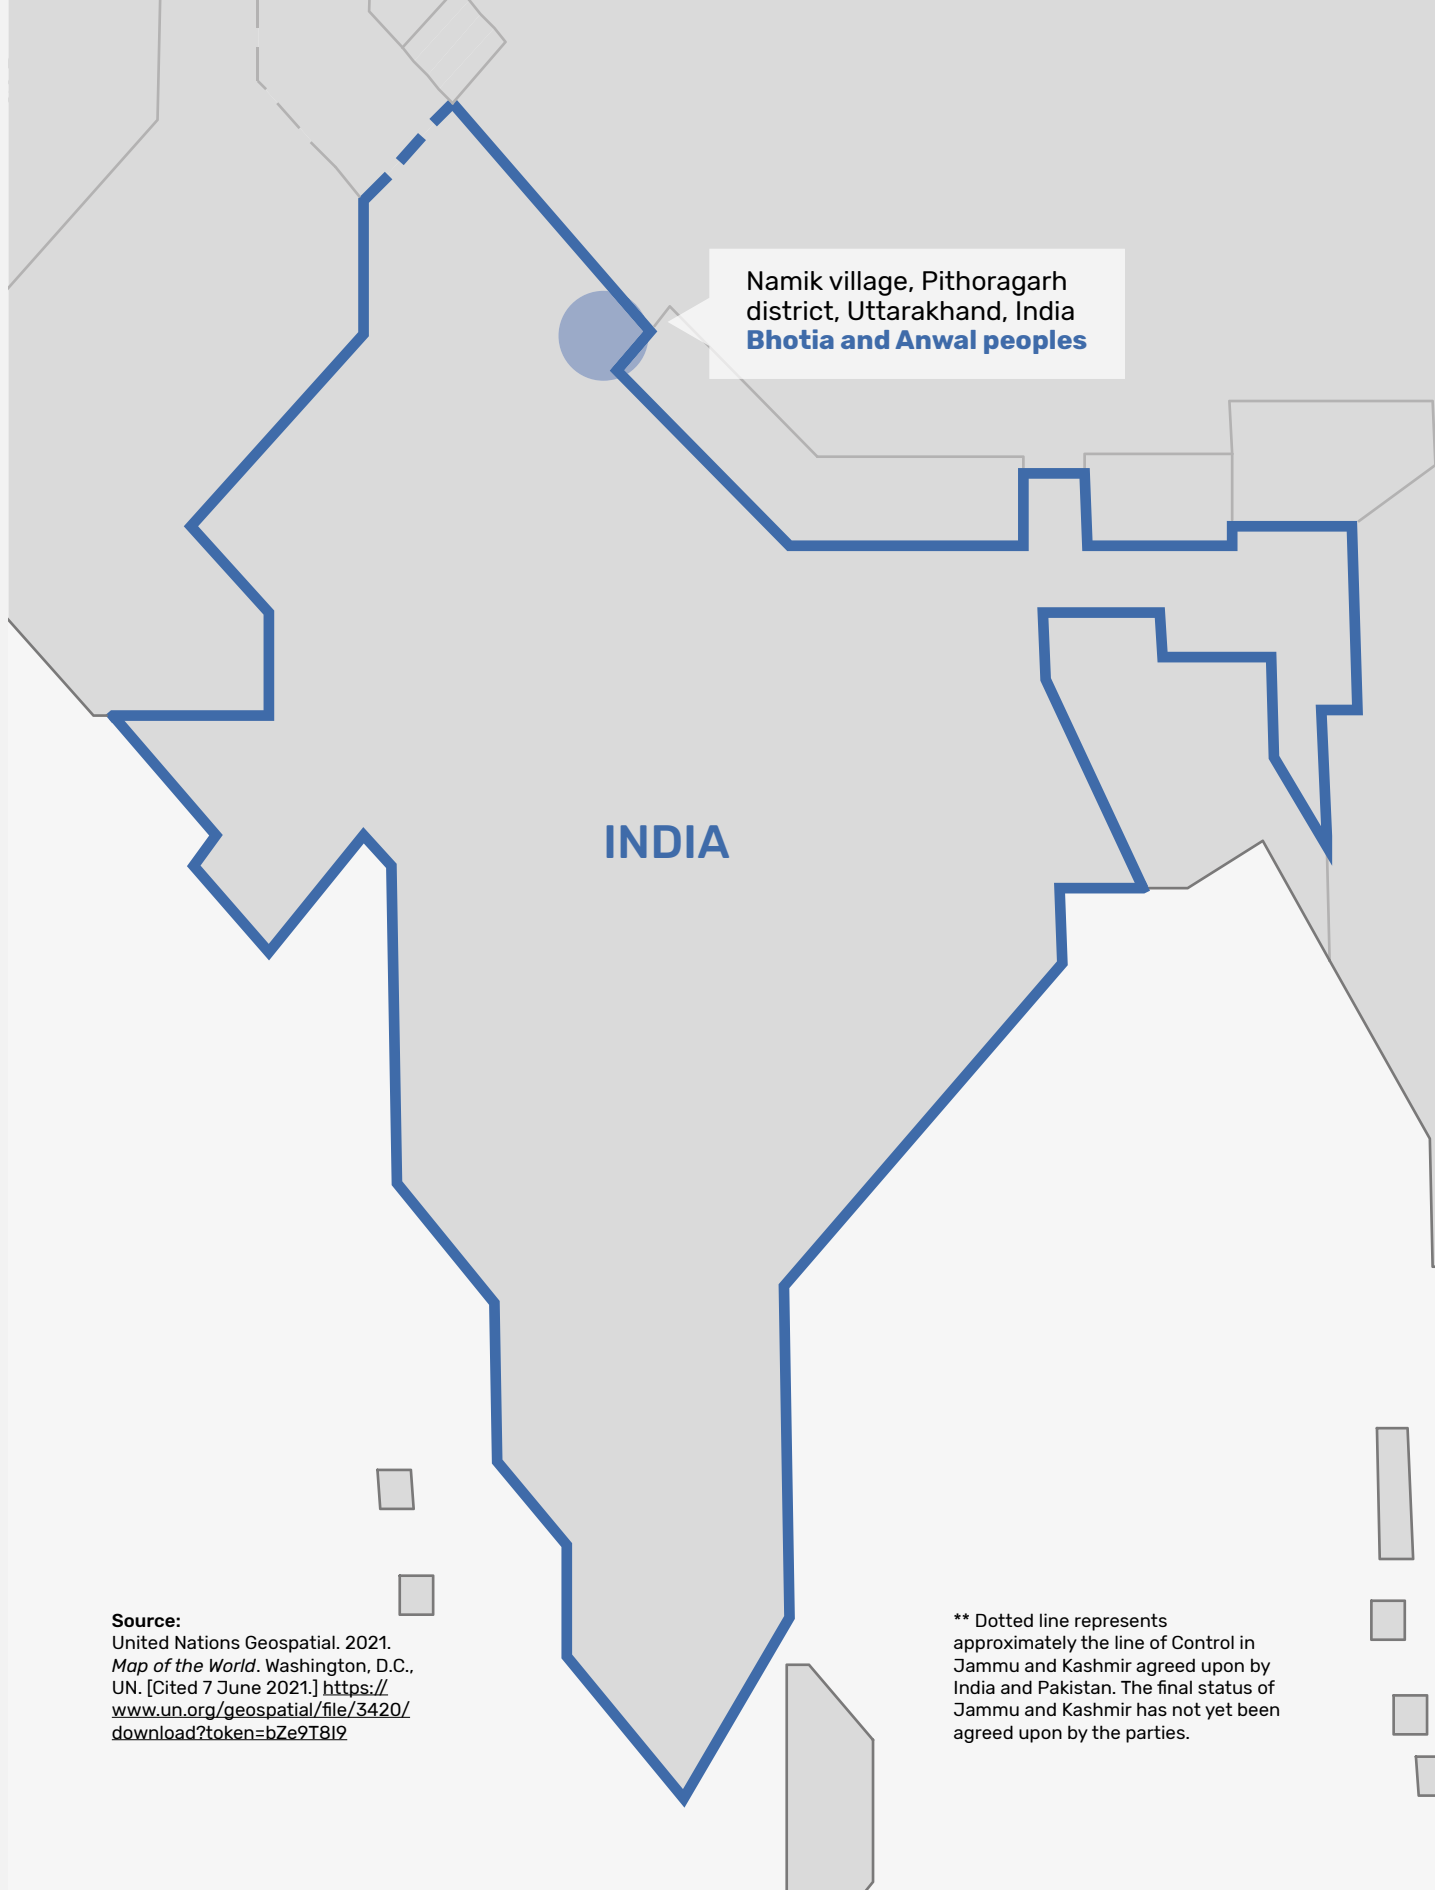 Namik village, Pithoragarh
district, Uttarakhand, India
Bhotia and Anwal peoples
INDIA
Source:
United Nations Geospatial. 2021.
Map of the World. Washington, D.C.,
UN. [Cited 7 June 2021.] https://
www.un.org/geospatial/file/3420/
download?token=bZe9T8I9
** Dotted line represents
approximately the line of Control in
Jammu and Kashmir agreed upon by
India and Pakistan. The final status of
Jammu and Kashmir has not yet been
agreed upon by the parties.